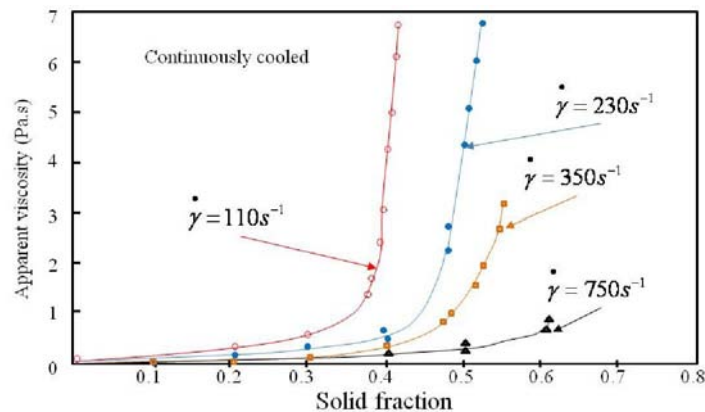 7
6
5
4
3
2
1
0
Apparent viscosity (Pa.s)
Continuously cooled
γ̇ = 230s⁻¹
γ̇ = 350s⁻¹
γ̇ = 110s⁻¹
γ̇ = 750s⁻¹
0.1 0.2 0.3 0.4 0.5 0.6 0.7 0.8
Solid fraction